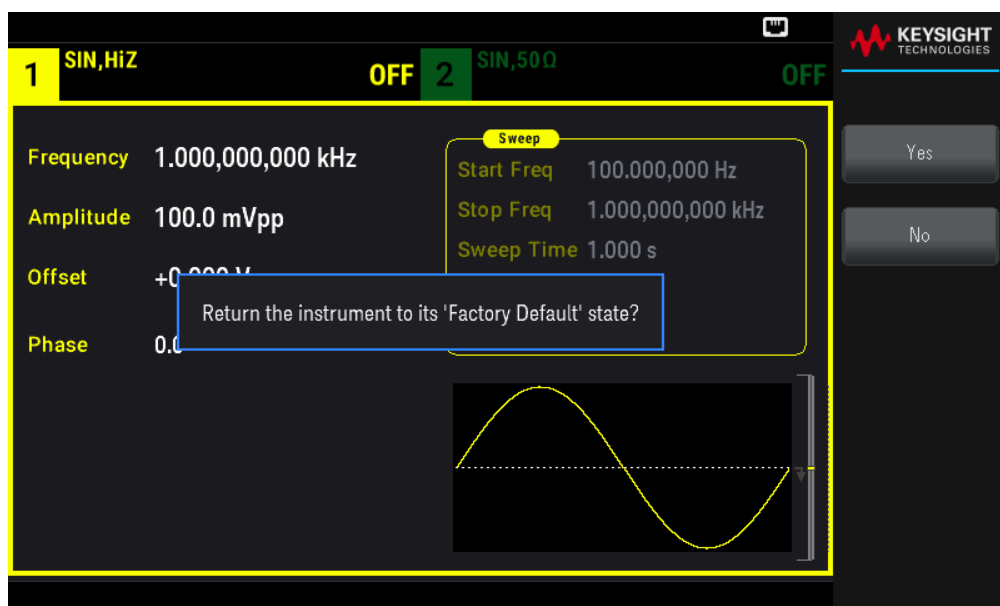 KEYSIGHT
TECHNOLOGIES
1 SIN,HiZ OFF 2 SIN,50Ω OFF
Sweep
Frequency 1.000,000,000 kHz
Start Freq 100.000,000 Hz
Amplitude 100.0 mVpp
Stop Freq 1.000,000,000 kHz
Sweep Time 1.000 s
Offset
Return the instrument to its 'Factory Default' state?
Phase
Yes
No